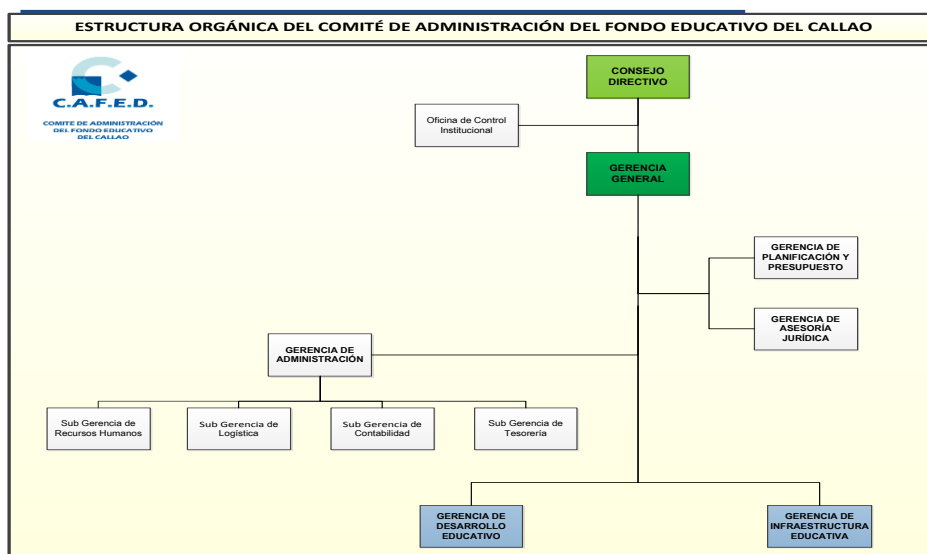 ESTRUCTURA ORGÁNICA DEL COMITÉ DE ADMINISTRACIÓN DEL FONDO EDUCATIVO DEL CALLAO
C.A.F.E.D.
COMITE DE ADMINISTRACIÓN
DEL FONDO EDUCATIVO
DEL CALLAO
CONSEJO
DIRECTIVO
Oficina de Control
Institucional
GERENCIA
GENERAL
GERENCIA DE
PLANIFICACIÓN Y
PRESUPUESTO
GERENCIA DE
ASESORÍA
JURÍDICA
GERENCIA DE
ADMINISTRACIÓN
Sub Gerencia de
Recursos Humanos
Sub Gerencia de
Logística
Sub Gerencia de
Contabilidad
Sub Gerencia de
Tesorería
GERENCIA DE
DESARROLLO
EDUCATIVO
GERENCIA DE
INFRAESTRUCTURA
EDUCATIVA